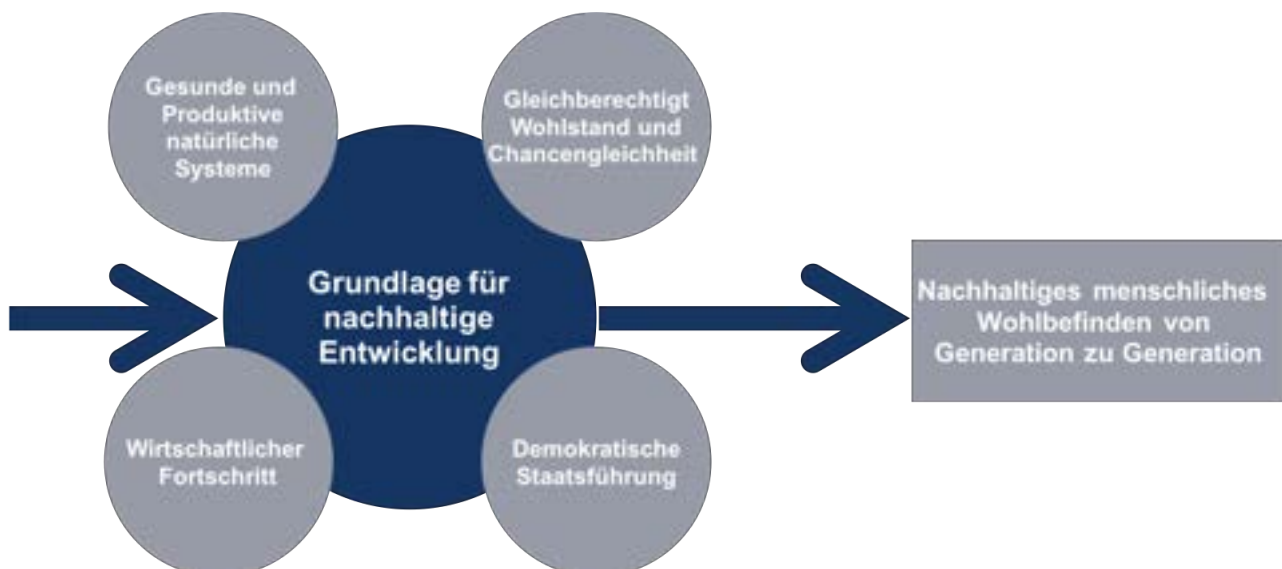 Gesunde und
Produktive
natürliche
Systeme
Gleichberechtigt
Wohlstand und
Chancengleichheit
Grundlage für
nachhaltige
Entwicklung
Nachhaltiges menschliches
Wohlbefinden von
Generation zu Generation
Wirtschaftlicher
Fortschritt
Demokratische
Staatsführung